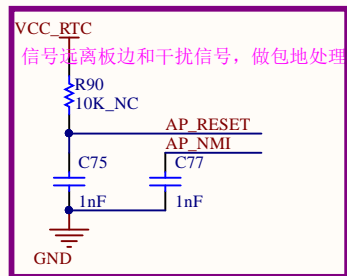 VCC_RTC
信号远离板边和干扰信号，做包地处理
R90
10K_NC
AP_RESET
AP_NMI
C75
C77
1nF
1nF
GND